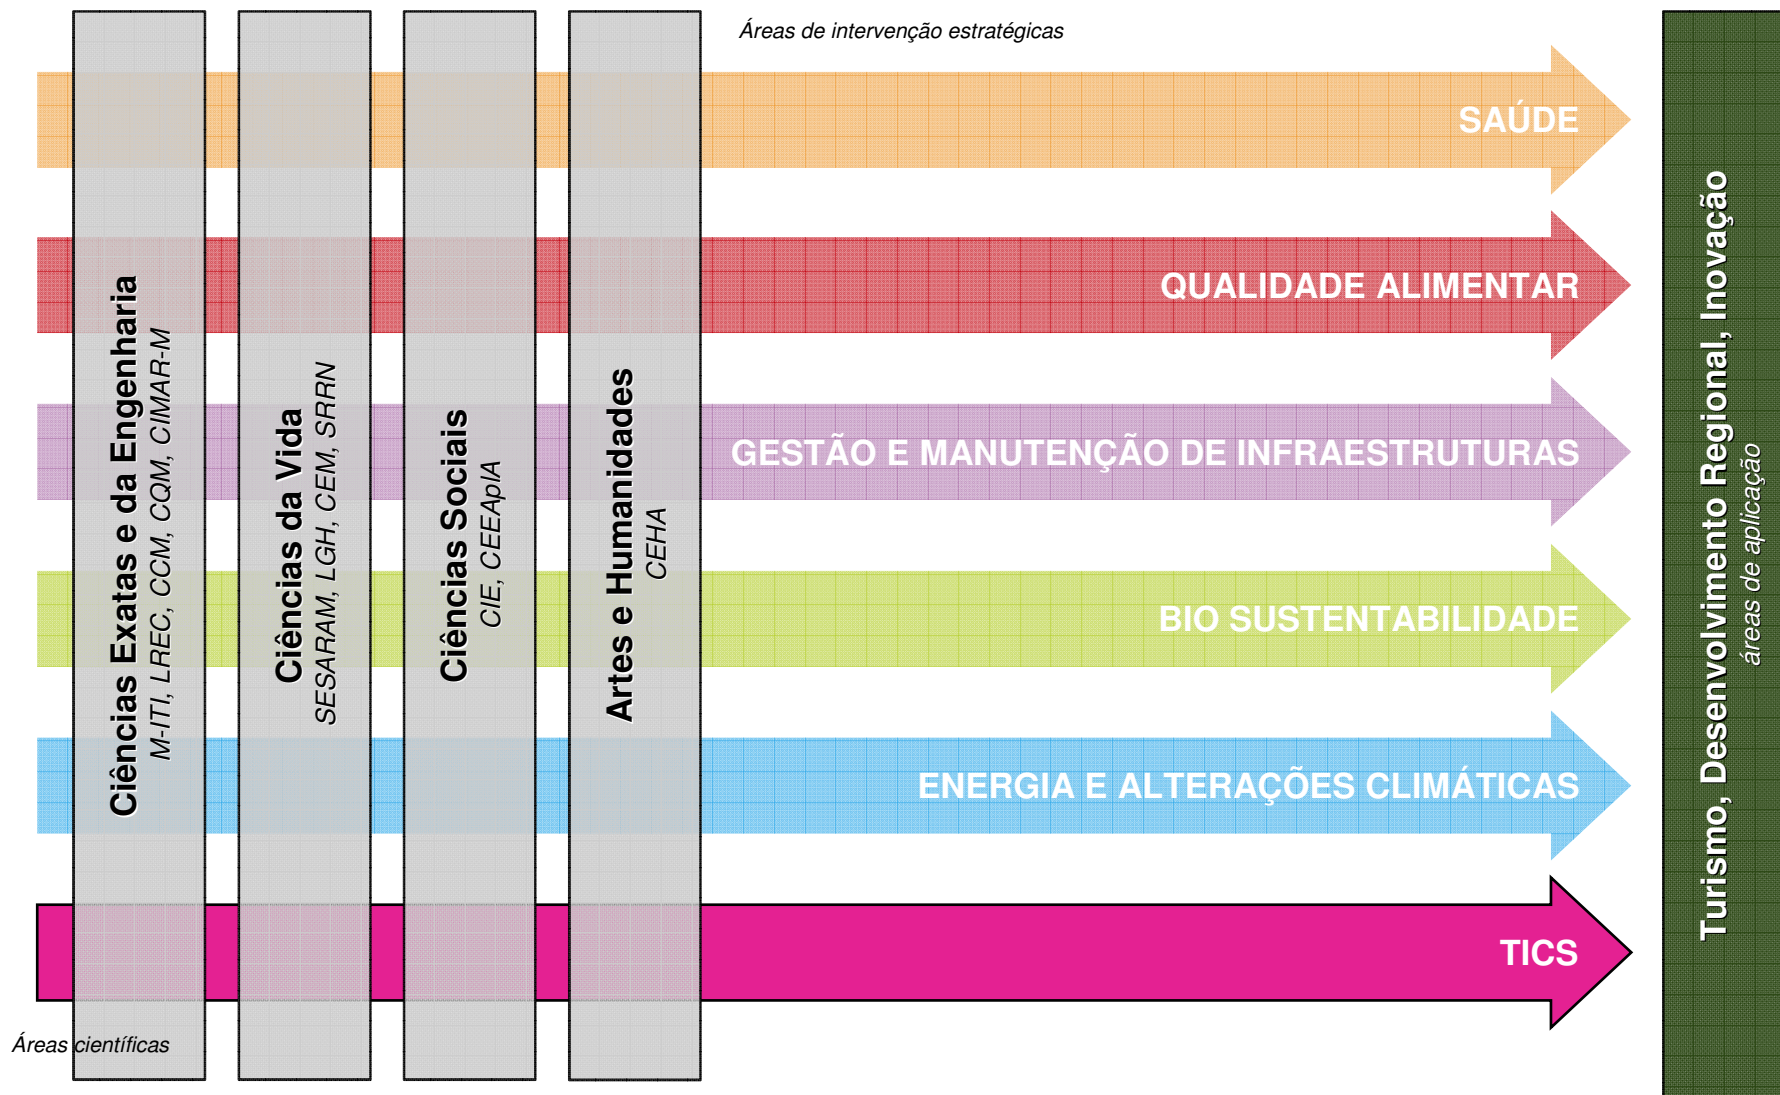 Áreas de intervenção estratégicas
SAÚDE
QUALIDADE ALIMENTAR
GESTÃO E MANUTENÇÃO DE INFRAESTRUTURAS
BIO SUSTENTABILIDADE
ENERGIA E ALTERAÇÕES CLIMÁTICAS
TICS
Ciências Exatas e da Engenharia
M-ITI, LREC, CCM, CQM, CIMAR-M
Ciências da Vida
SESARAM, LGH, CEM, SRRN
Ciências Sociais
CIE, CEEAplA
Artes e Humanidades
CEHA
Áreas científicas
Turismo, Desenvolvimento Regional, Inovação
áreas de aplicação